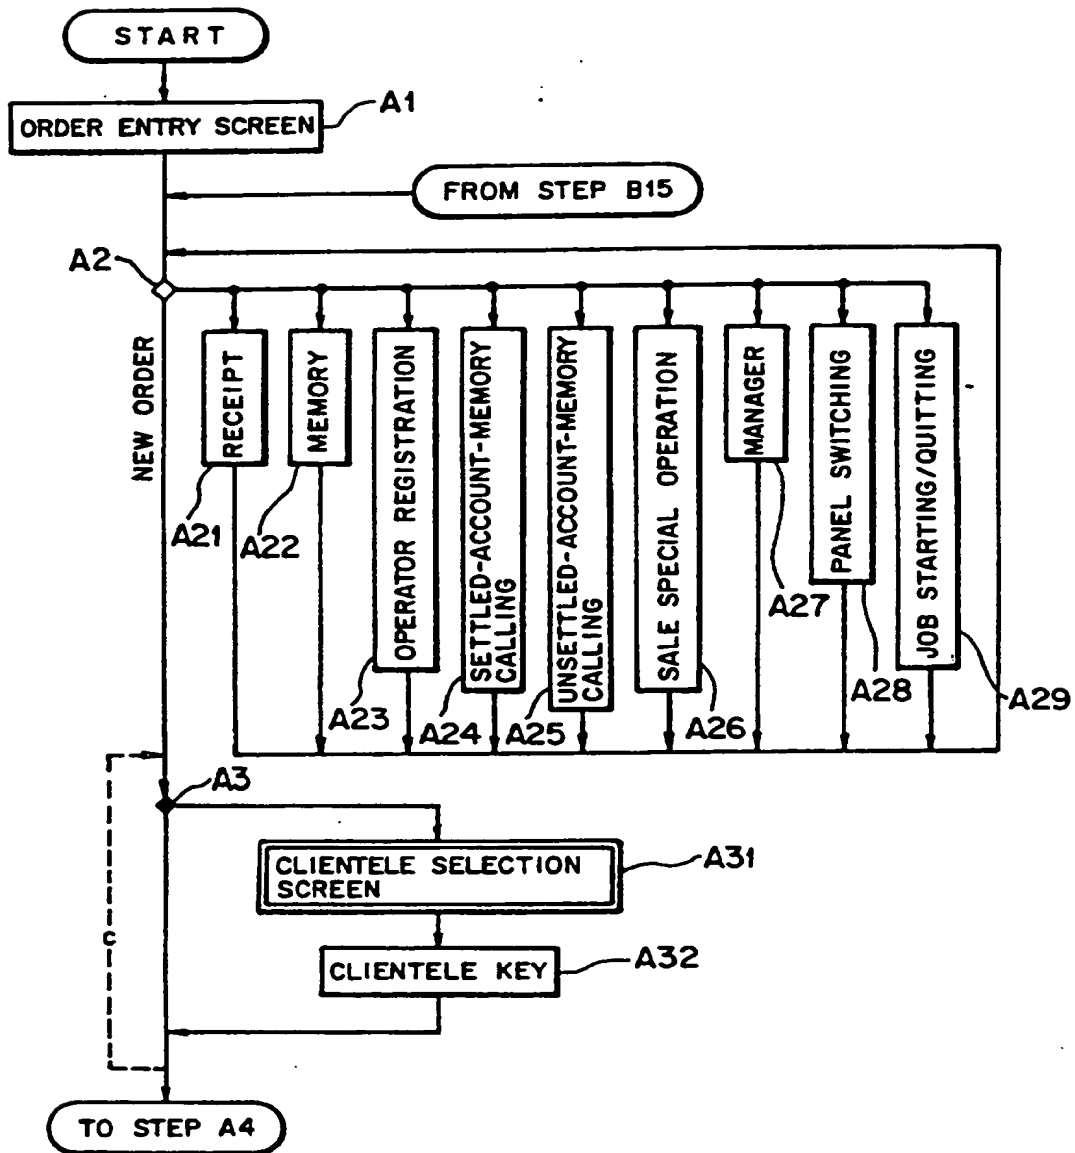 START
A1
ORDER ENTRY SCREEN
FROM STEP B15
A2
NEW ORDER
RECEIPT
MEMORY
OPERATOR REGISTRATION
SETTLED-ACCOUNT-MEMORY
CALLING
UNSETTLED-ACCOUNT-MEMORY
CALLING
SALE SPECIAL OPERATION
MANAGER
PANEL SWITCHING
JOB STARTING/QUITTING
A21
A22
A23
A24
A25
A26
A27
A28
A29
A3
CLIENTELE SELECTION
SCREEN
A31
C
CLIENTELE KEY
A32
TO STEP A4